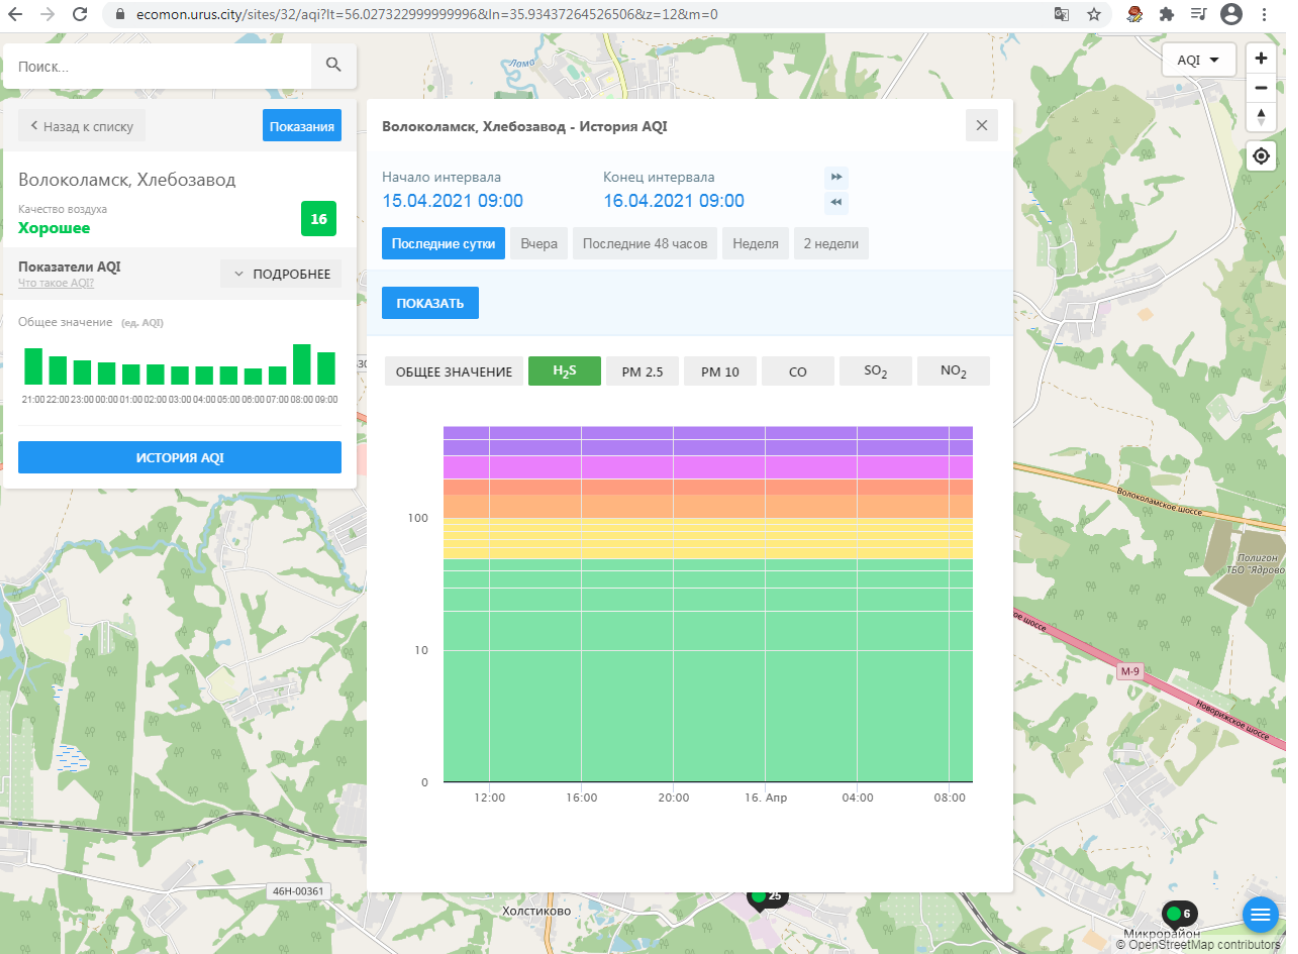 ecomon.urus.city/sites/32/aqi?lt=56.027322999999996&ln=35.93437264526506&z=12&m=0
Поиск...
AQI
Назад к списку
Показания
Волоколамск, Хлебозавод
Качество воздуха
Хорошее
16
Показатели AQI
Что такое AQI?
ПОДРОБНЕЕ
Общее значение (ед. AQI)
21:00 22:00 23:00 00:00 01:00 02:00 03:00 04:00 05:00 06:00 07:00 08:00 09:00
ИСТОРИЯ AQI
Волоколамск, Хлебозавод - История AQI
Начало интервала
Конец интервала
15.04.2021 09:00
16.04.2021 09:00
Последние сутки
Вчера
Последние 48 часов
Неделя
2 недели
ПОКАЗАТЬ
ОБЩЕЕ ЗНАЧЕНИЕ
H2S
PM 2.5
PM 10
CO
SO2
NO2
100
10
0
12:00
16:00
20:00
16. Апр
04:00
08:00
Лама
Волоколамское шоссе
Полигон
ТБО "Ядрово
ое шоссе
М-9
Новорижское шоссе
46Н-00361
Холстиково
25
6
Микрорайон
© OpenStreetMap contributors